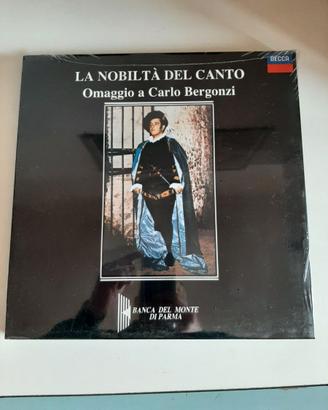 DECCA
LA NOBILTÀ DEL CANTO
Omaggio a Carlo Bergonzi
BANCA DEL MONTE
DI PARMA